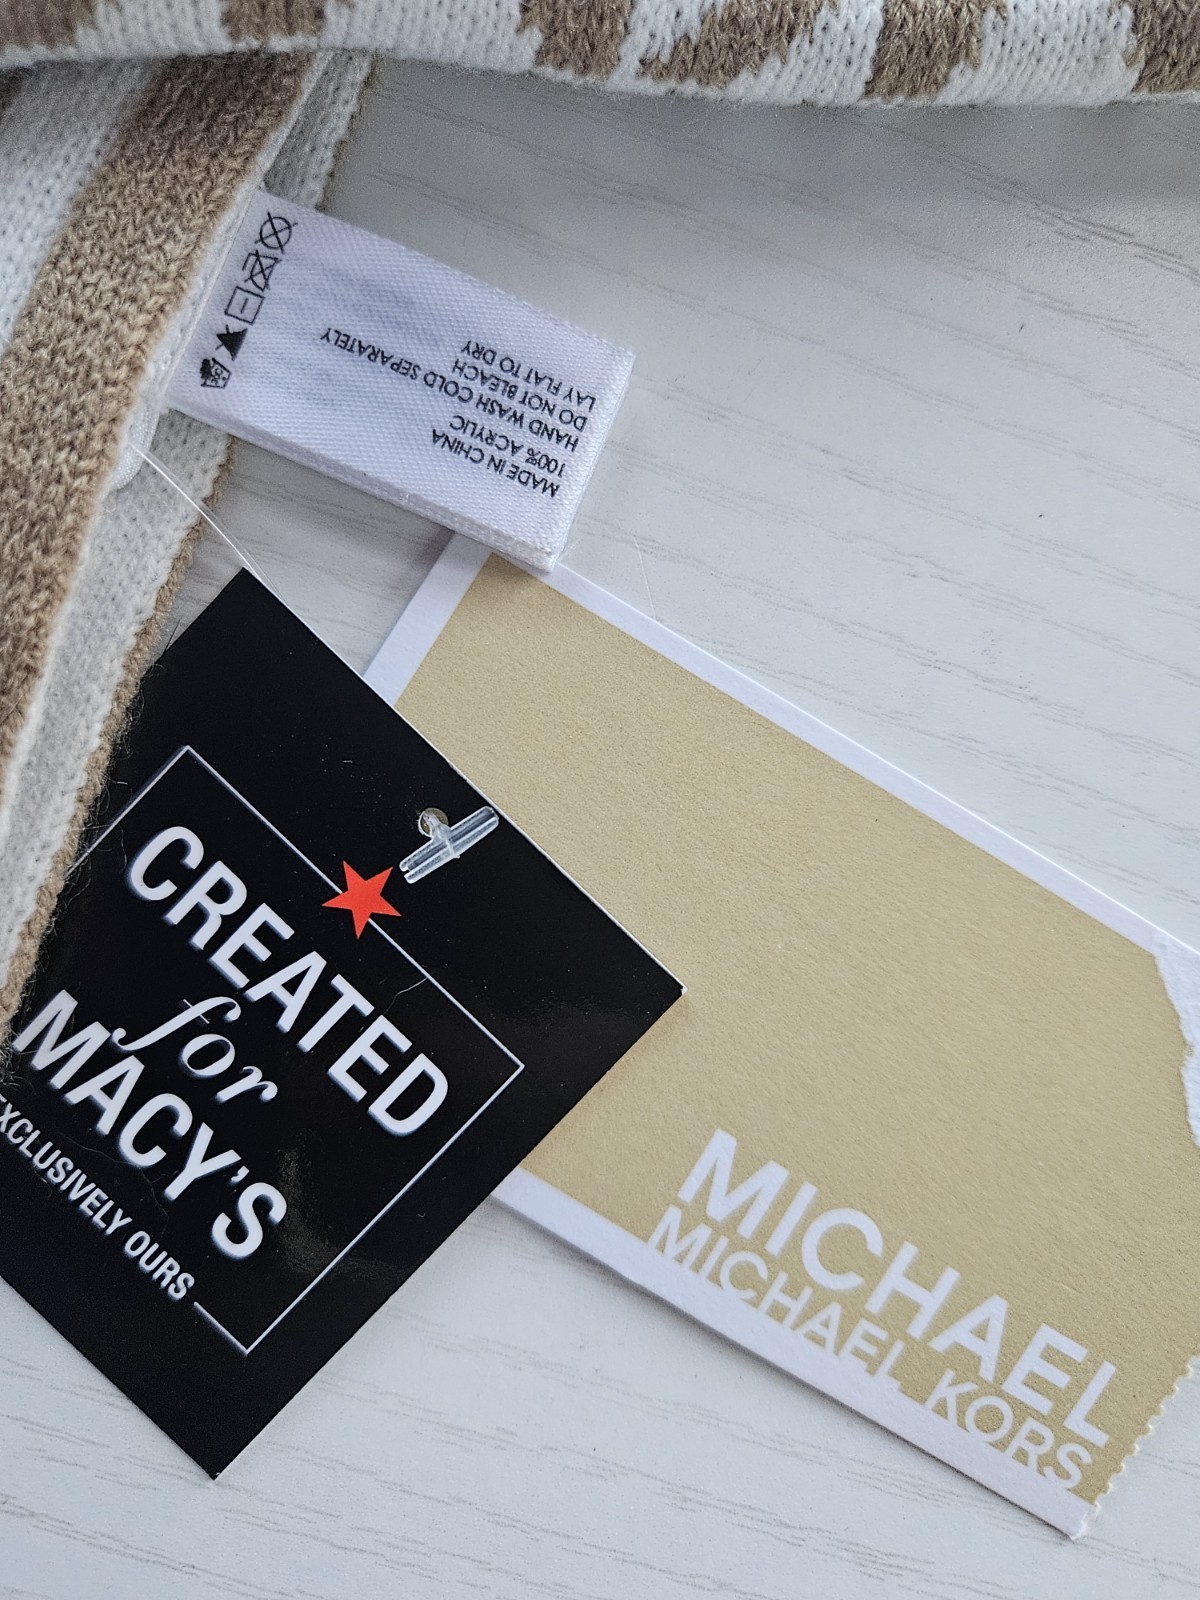 MADE IN CHINA
100% ACRYLIC
HAND WASH COLD SEPARATELY
DO NOT BLEACH
LAY FLAT TO DRY
CREATED
for
MACY'S
EXCLUSIVELY OURS
MICHAEL
MICHAEL KORS